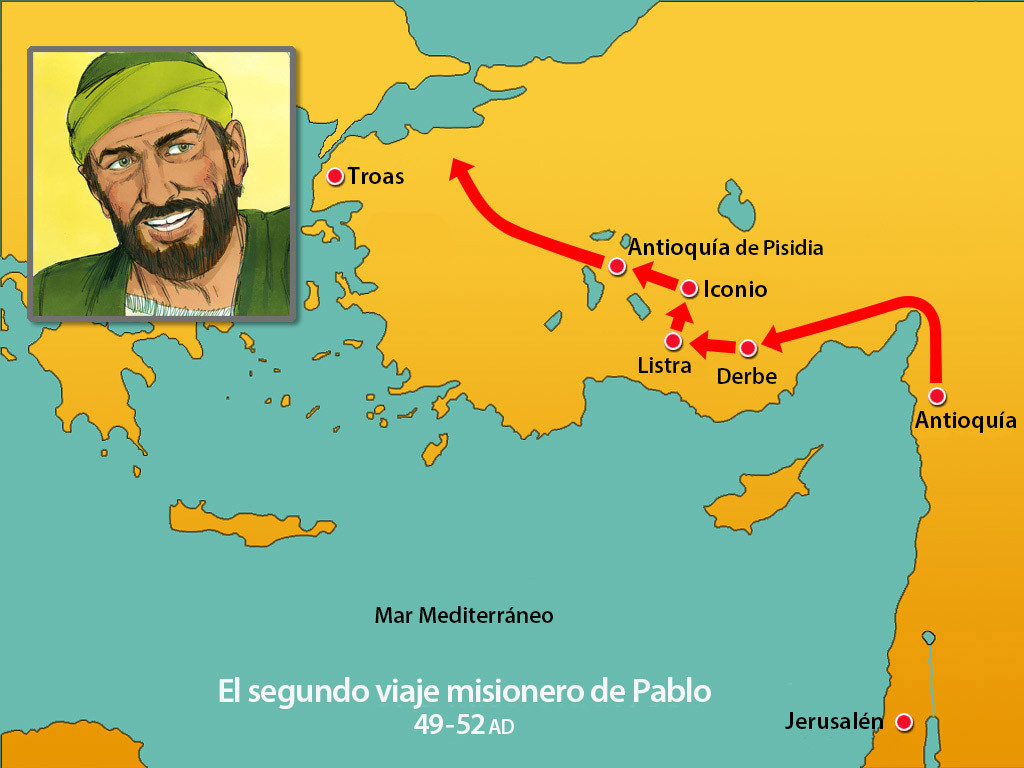 Troas
Antioquía de Pisidia
Iconio
Listra
Derbe
Antioquía
Mar Mediterráneo
El segundo viaje misionero de Pablo
49-52 AD
Jerusalén